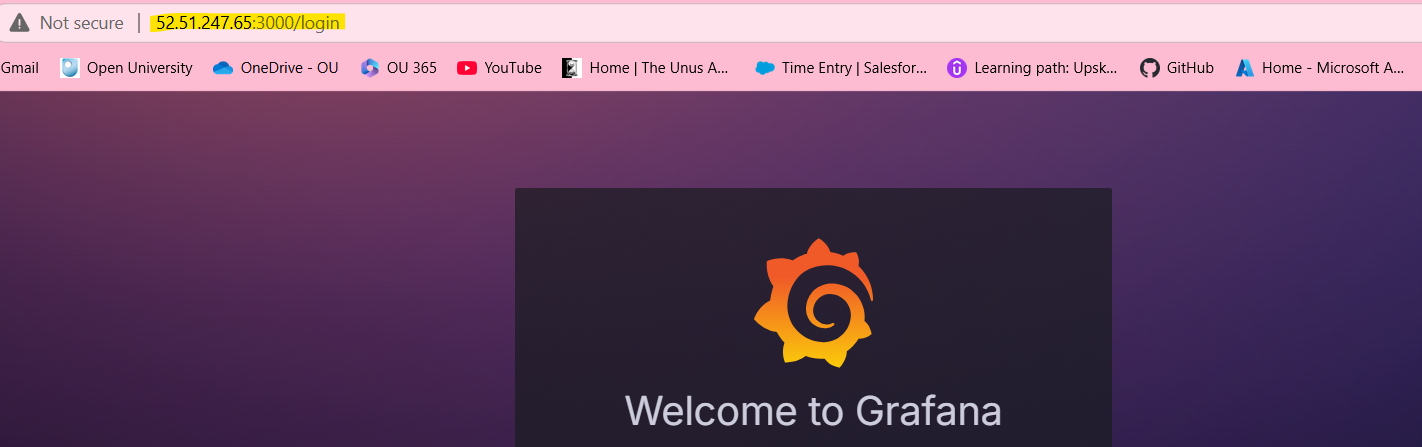 Not secure | 52.51.247.65:3000/login
Gmail Open University OneDrive - OU OU 365 YouTube Home | The Unus A... Time Entry | Salesfor... Learning path: Upsk... GitHub Home - Microsoft A...
Welcome to Grafana